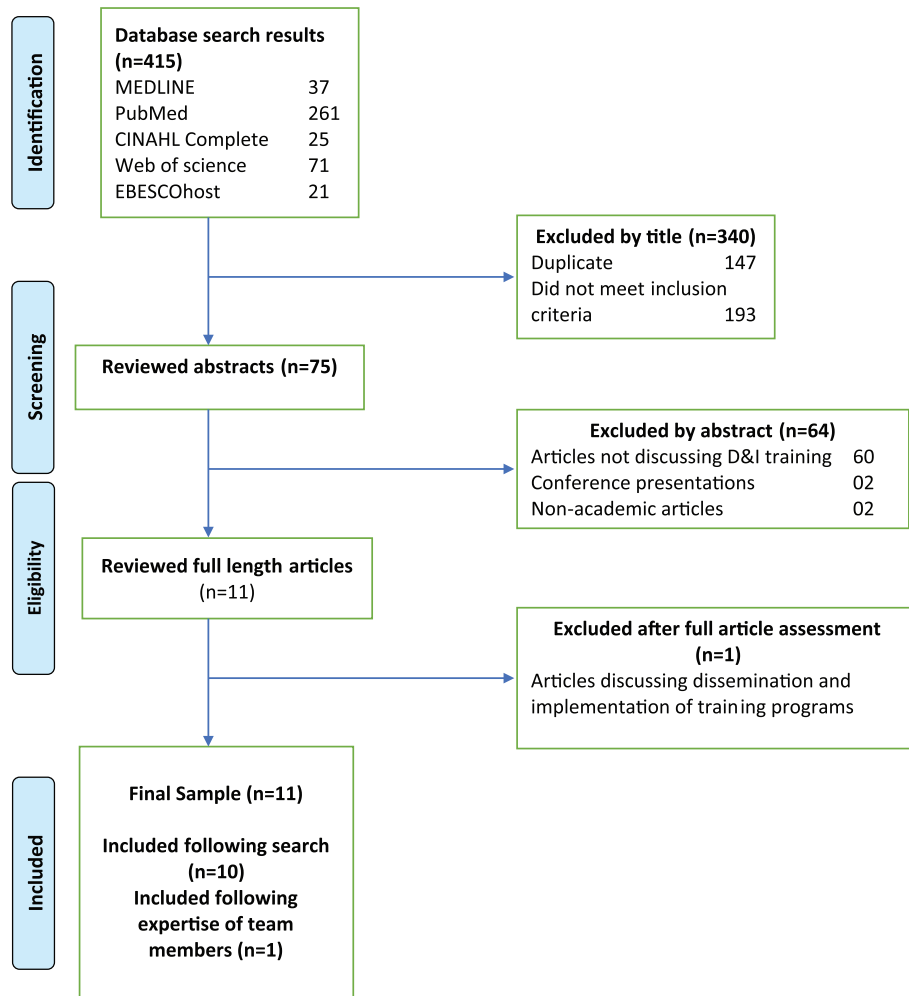 Identification
Database search results
(n=415)
MEDLINE 37
PubMed 261
CINAHL Complete 25
Web of science 71
EBESCOhost 21
Excluded by title (n=340)
Duplicate 147
Did not meet inclusion
criteria 193
Screening
Reviewed abstracts (n=75)
Excluded by abstract (n=64)
Articles not discussing D&I training 60
Conference presentations 02
Non-academic articles 02
Eligibility
Reviewed full length articles
(n=11)
Excluded after full article assessment
(n=1)
Articles discussing dissemination and
implementation of training programs
Included
Final Sample (n=11)
Included following search
(n=10)
Included following
expertise of team
members (n=1)